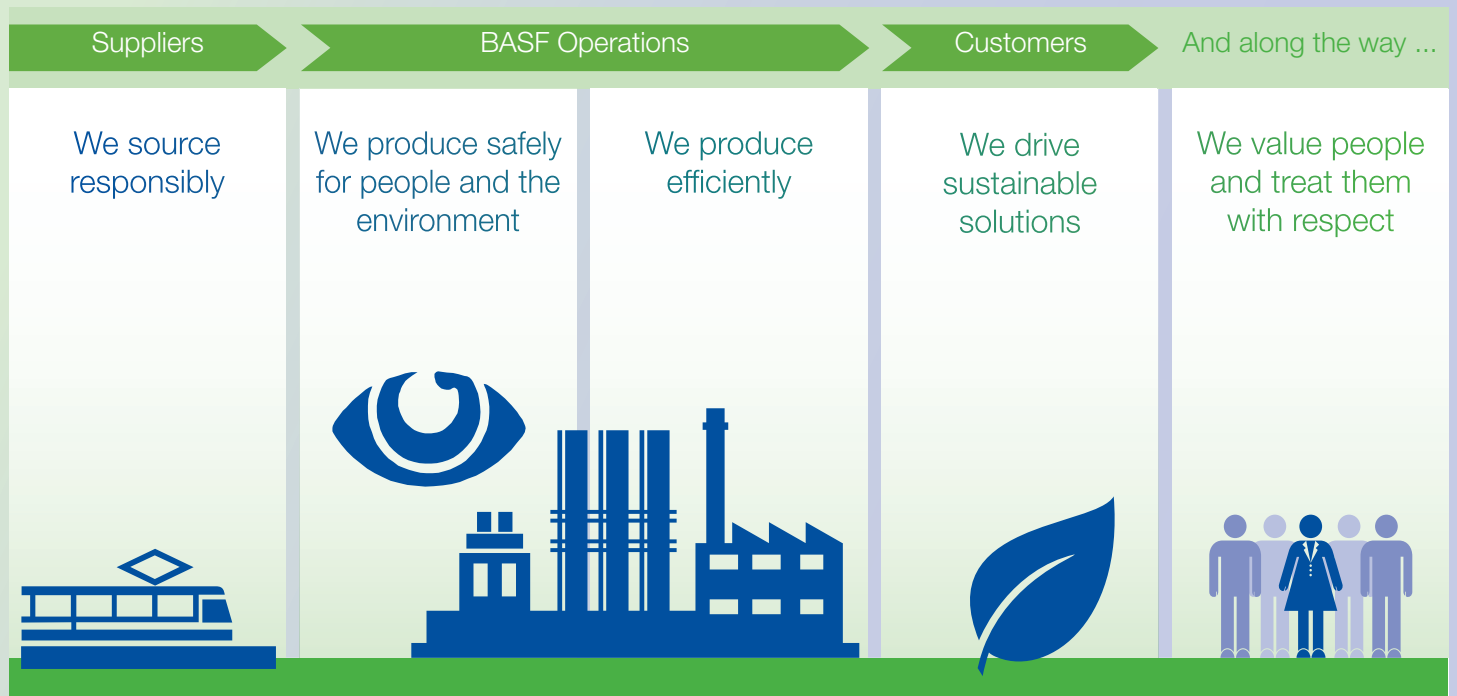 Suppliers
BASF Operations
Customers
And along the way ...
We source
responsibly
We produce safely
for people and the
environment
We produce
efficiently
We drive
sustainable
solutions
We value people
and treat them
with respect